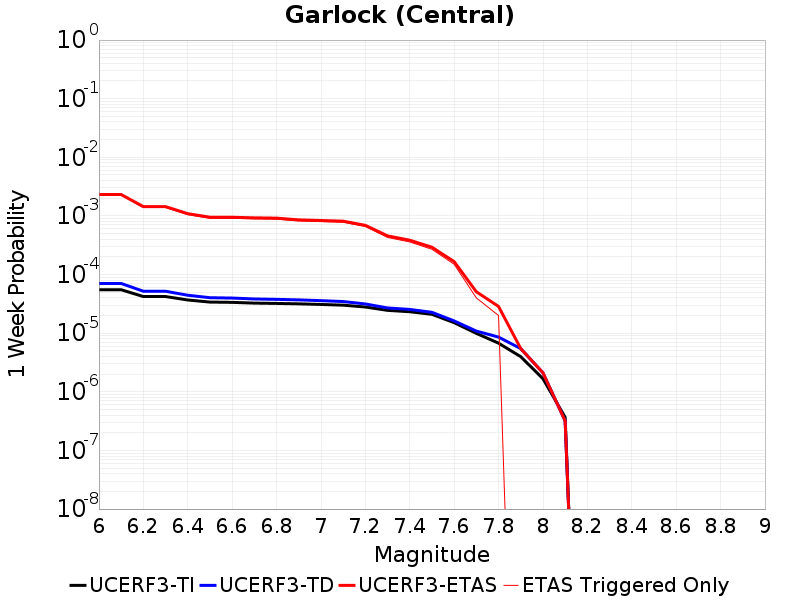 Garlock (Central)
10^0
10^-1
10^-2
10^-3
10^-4
10^-5
10^-6
10^-7
10^-8
1 Week Probability
6 6.2 6.4 6.6 6.8 7 7.2 7.4 7.6 7.8 8 8.2 8.4 8.6 8.8 9
Magnitude
UCERF3-TI UCERF3-TD UCERF3-ETAS ETAS Triggered Only